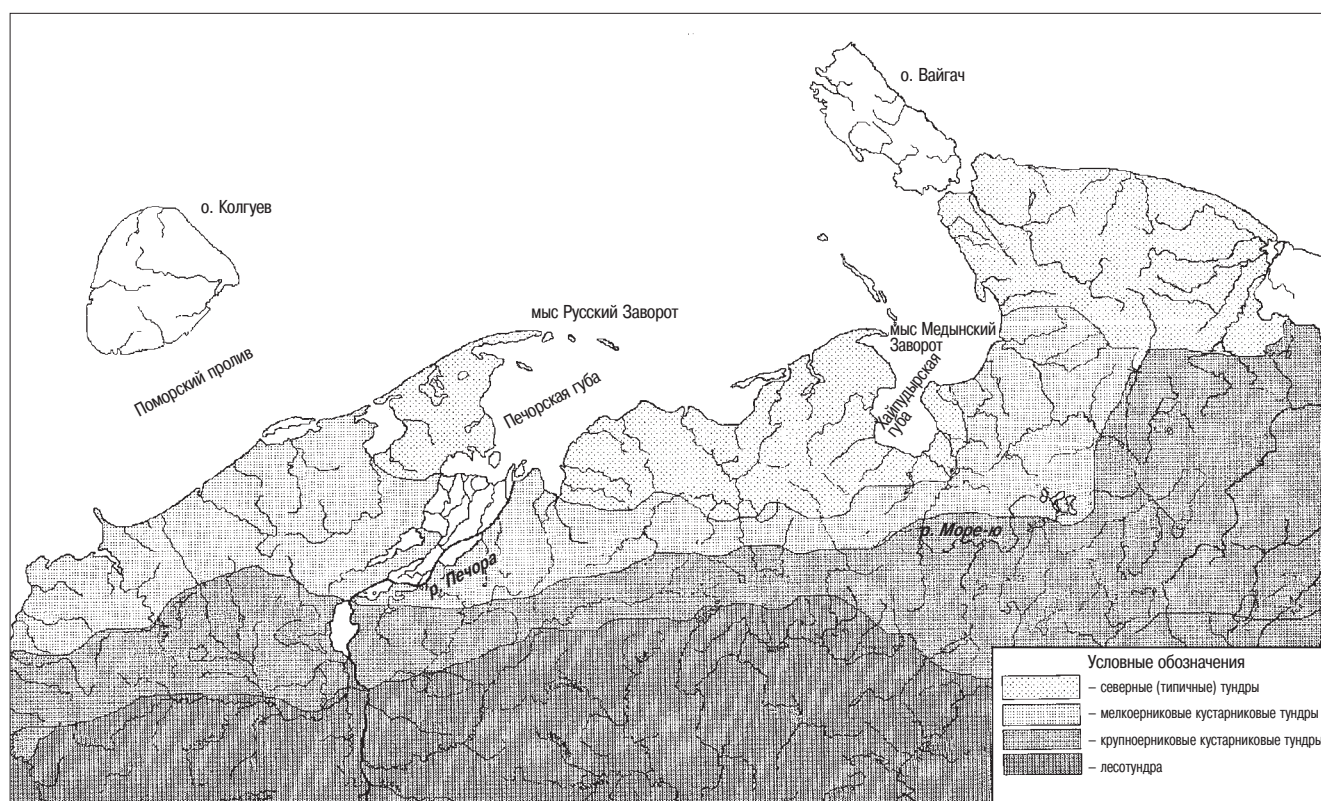 о. Вайгач
о. Колгуев
мыс Русский Заворот
мыс Медынский
Заворот
Поморский пролив
Печорская губа
Хайпудырская
губа
р. Море-ю
р. Печора
Условные обозначения
– северные (типичные) тундры
– мелкоерниковые кустарниковые тундры
– крупноерниковые кустарниковые тундры
– лесотундра